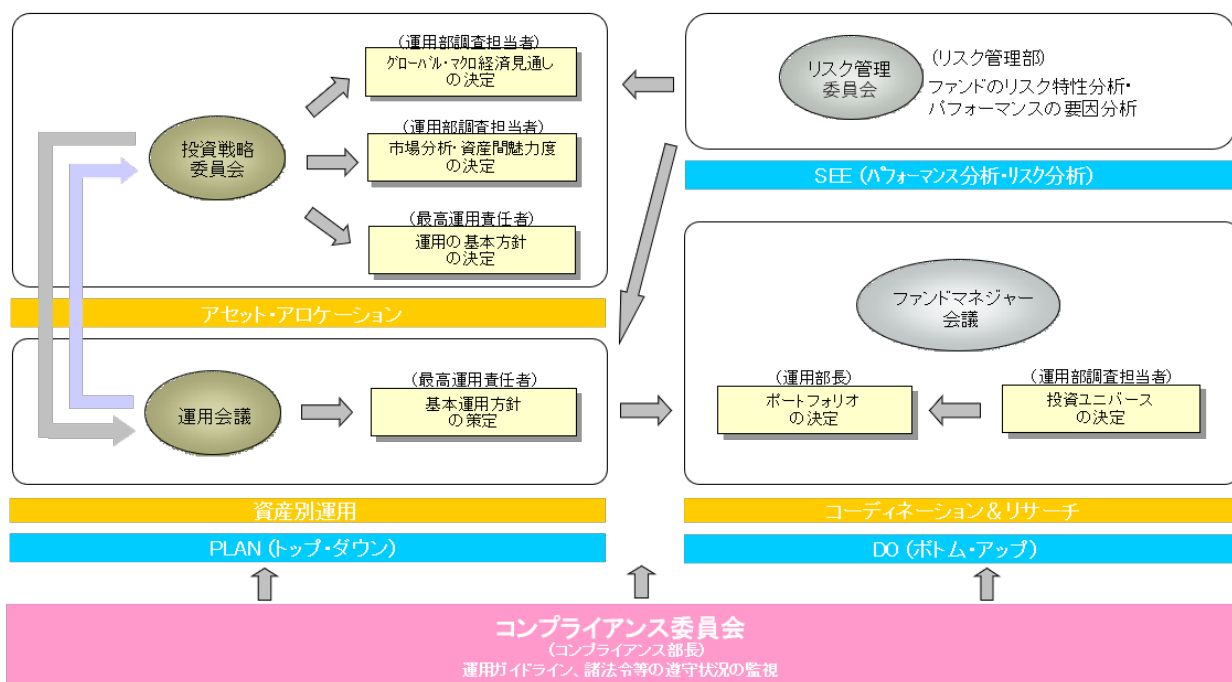 (運用部調査担当者)
グローバル・マクロ経済見通し
の決定
投資戦略
委員会
(運用部調査担当者)
市場分析・資産間魅力度
の決定
(最高運用責任者)
運用の基本方針
の決定
アセット・アロケーション
運用会議
(最高運用責任者)
基本運用方針
の策定
資産別運用
PLAN (トップ・ダウン)
リスク管理
委員会
(リスク管理部)
ファンドのリスク特性分析・
パフォーマンスの要因分析
SEE (パフォーマンス分析・リスク分析)
ファンドマネジャー
会議
(運用部長)
ポートフォリオ
の決定
(運用部調査担当者)
投資ユニバース
の決定
コーディネーション&リサーチ
DO (ボトム・アップ)
コンプライアンス委員会
(コンプライアンス部長)
運用ガイドライン、諸法令等の遵守状況の監視